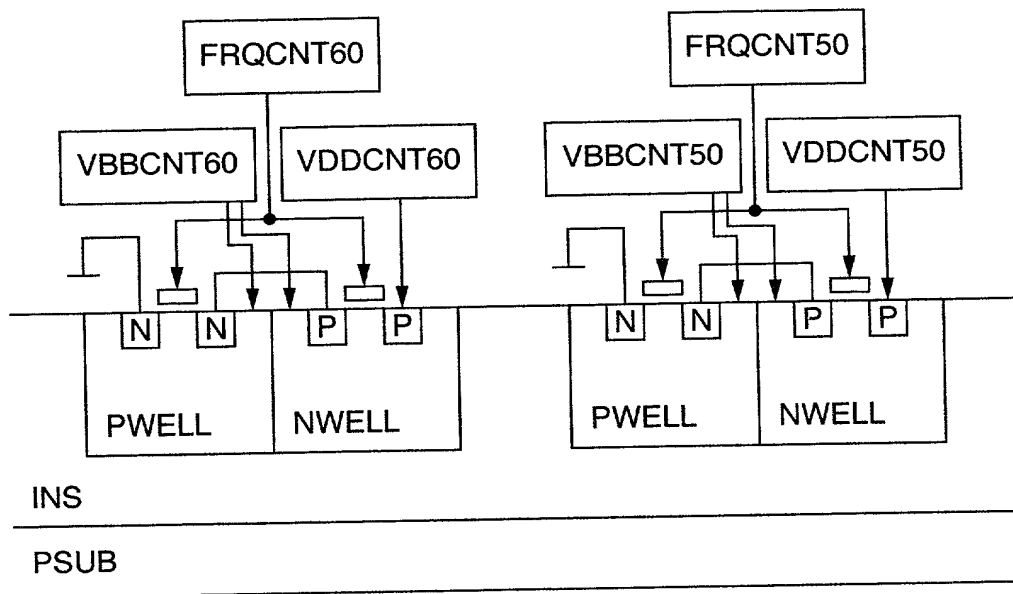 FRQCNT60
FRQCNT50
VBBCNT60
VDDCNT60
VBBCNT50
VDDCNT50
N N P P
N N P P
PWELL NWELL
PWELL NWELL
INS
PSUB